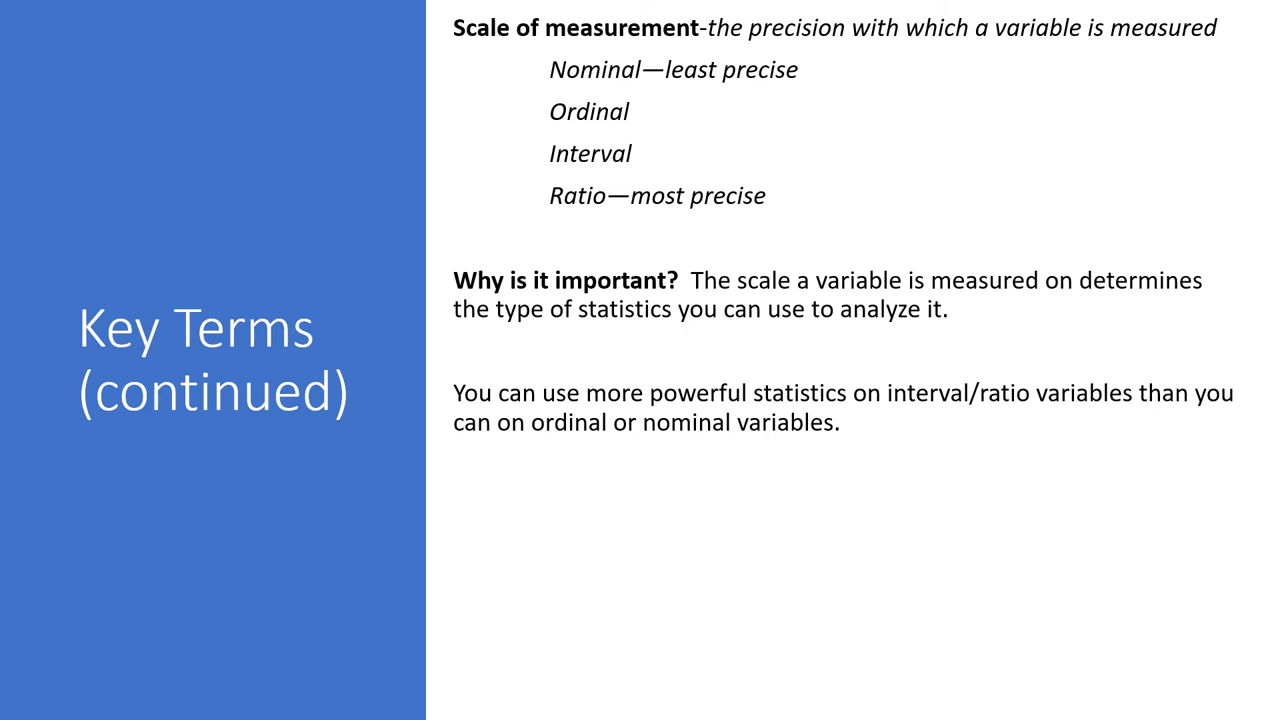 Key Terms
(continued)
Scale of measurement-the precision with which a variable is measured
Nominal—least precise
Ordinal
Interval
Ratio—most precise
Why is it important?  The scale a variable is measured on determines
the type of statistics you can use to analyze it.
You can use more powerful statistics on interval/ratio variables than you
can on ordinal or nominal variables.